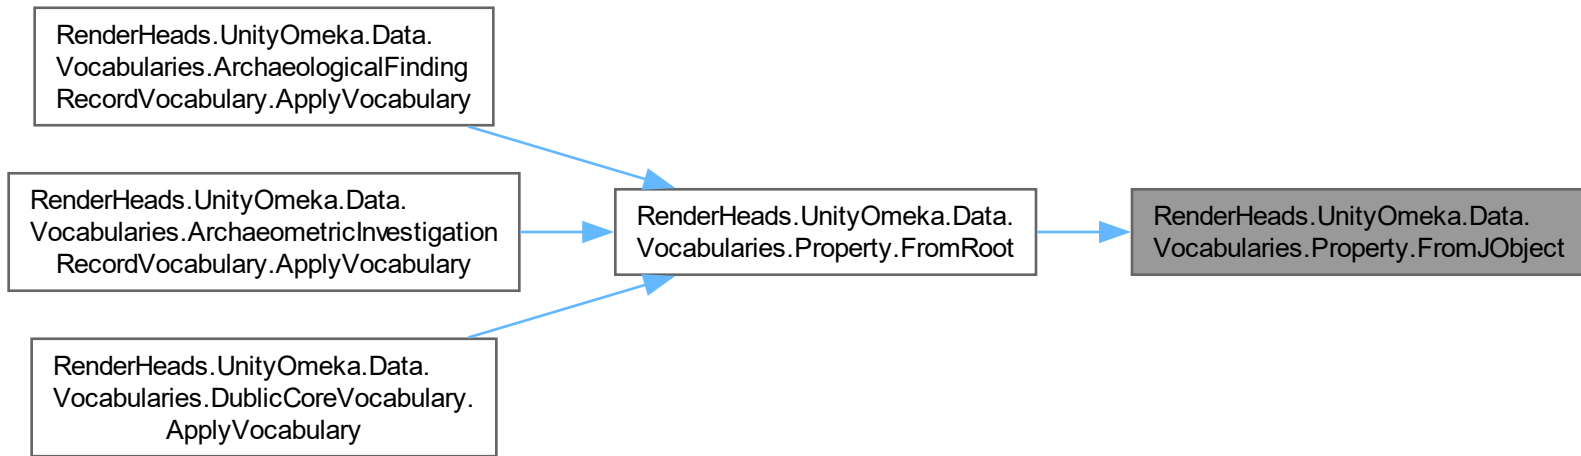 RenderHeads.UnityOmeka.Data.
Vocabularies.ArchaeologicalFinding
RecordVocabulary.ApplyVocabulary
RenderHeads.UnityOmeka.Data.
Vocabularies.ArchaeometricInvestigation
RecordVocabulary.ApplyVocabulary
RenderHeads.UnityOmeka.Data.
Vocabularies.DublicCoreVocabulary.
ApplyVocabulary
RenderHeads.UnityOmeka.Data.
Vocabularies.Property.FromRoot
RenderHeads.UnityOmeka.Data.
Vocabularies.Property.FromJObject